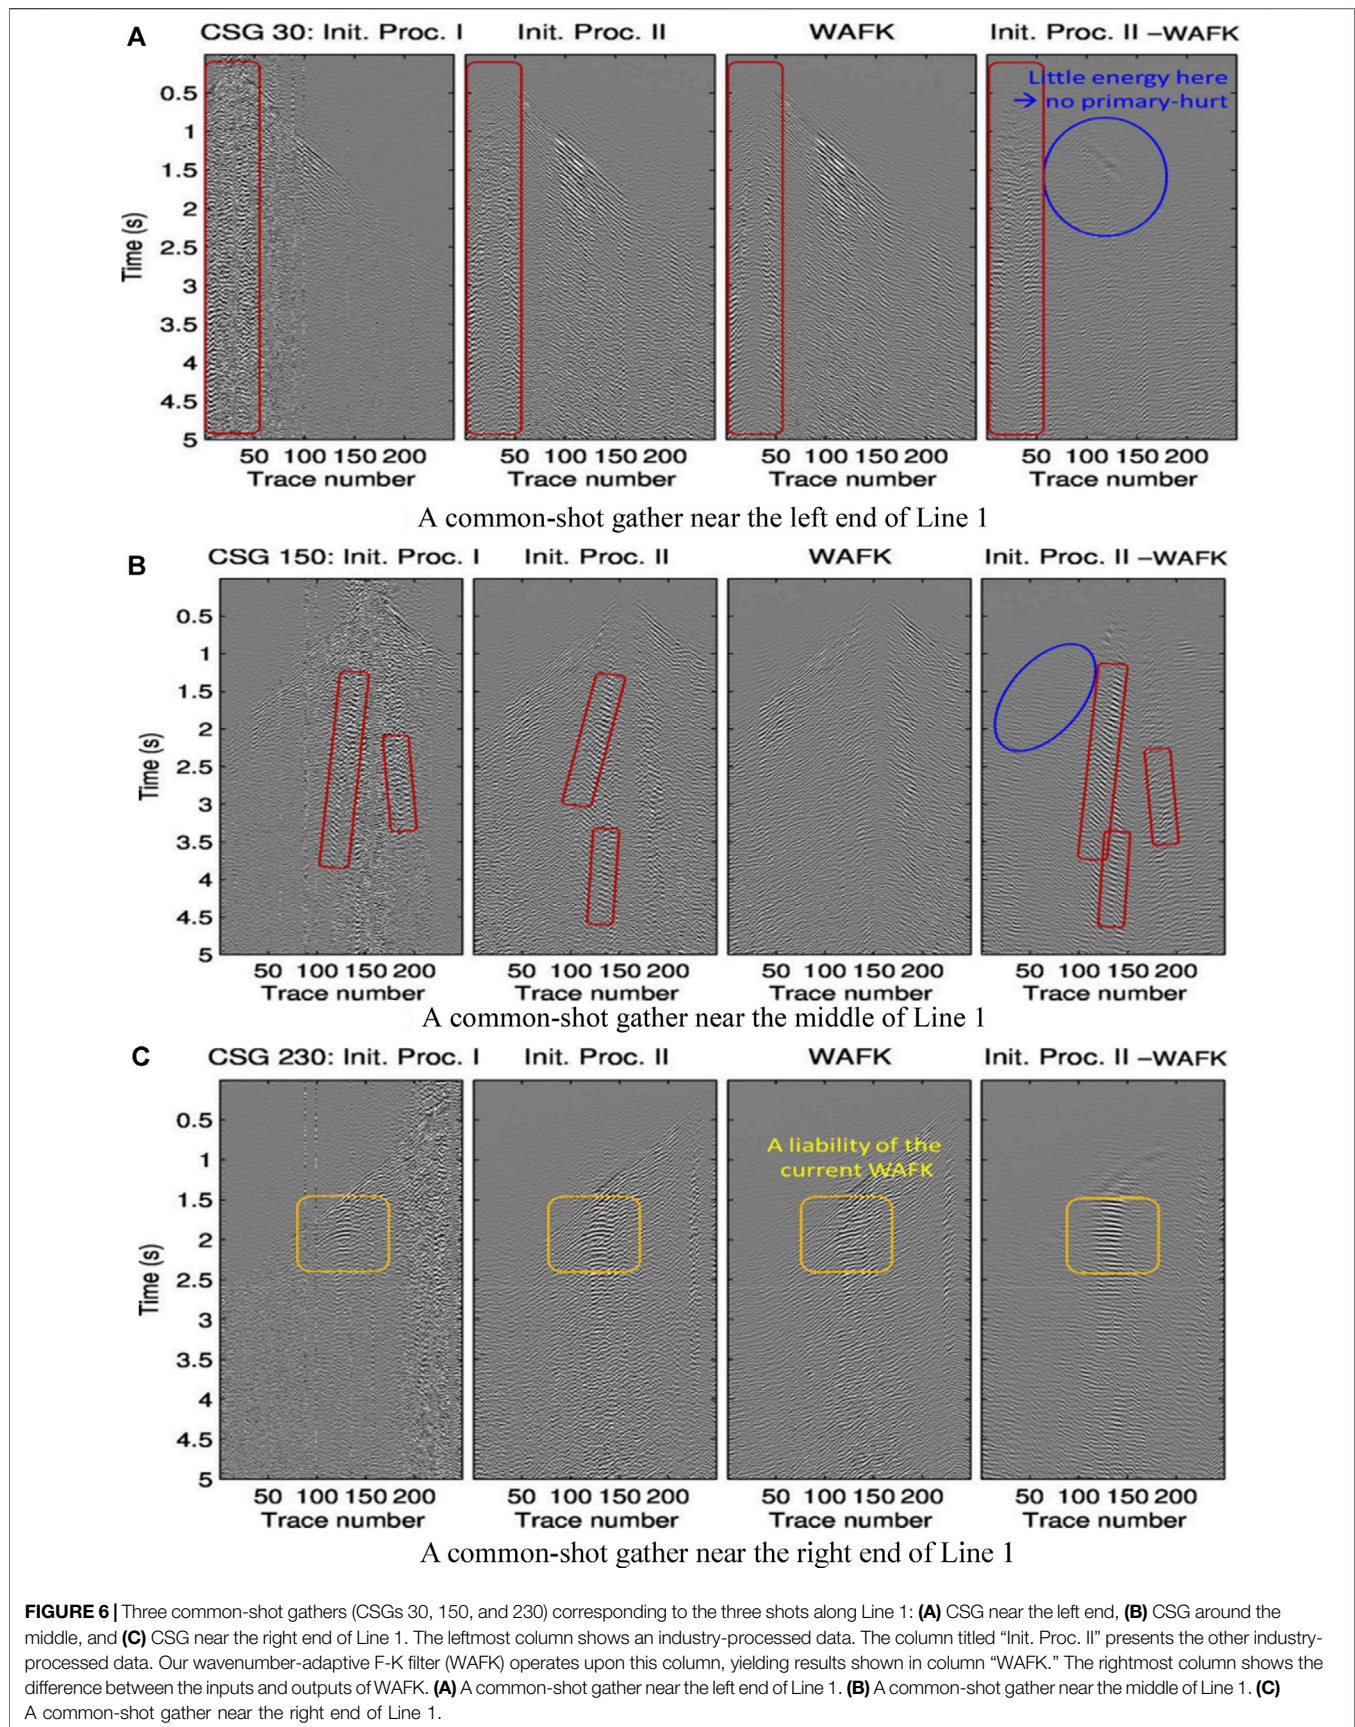 A
CSG 30: Init. Proc. I
Init. Proc. II
WAFK
Init. Proc. II –WAFK
Little energy here
→ no primary-hurt
Time (s)
0.5
1
1.5
2
2.5
3
3.5
4
4.5
5
50 100 150 200
50 100 150 200
50 100 150 200
50 100 150 200
Trace number
Trace number
Trace number
Trace number
A common-shot gather near the left end of Line 1
B
CSG 150: Init. Proc. I
Init. Proc. II
WAFK
Init. Proc. II –WAFK
Time (s)
0.5
1
1.5
2
2.5
3
3.5
4
4.5
5
50 100 150 200
50 100 150 200
50 100 150 200
50 100 150 200
Trace number
Trace number
Trace number
Trace number
A common-shot gather near the middle of Line 1
C
CSG 230: Init. Proc. I
Init. Proc. II
WAFK
Init. Proc. II –WAFK
A liability of the
current WAFK
Time (s)
0.5
1
1.5
2
2.5
3
3.5
4
4.5
5
50 100 150 200
50 100 150 200
50 100 150 200
50 100 150 200
Trace number
Trace number
Trace number
Trace number
A common-shot gather near the right end of Line 1
FIGURE 6 | Three common-shot gathers (CSGs 30, 150, and 230) corresponding to the three shots along Line 1: (A) CSG near the left end, (B) CSG around the
middle, and (C) CSG near the right end of Line 1. The leftmost column shows an industry-processed data. The column titled “Init. Proc. II” presents the other industry-
processed data. Our wavenumber-adaptive F-K filter (WAFK) operates upon this column, yielding results shown in column “WAFK.” The rightmost column shows the
difference between the inputs and outputs of WAFK. (A) A common-shot gather near the left end of Line 1. (B) A common-shot gather near the middle of Line 1. (C)
A common-shot gather near the right end of Line 1.